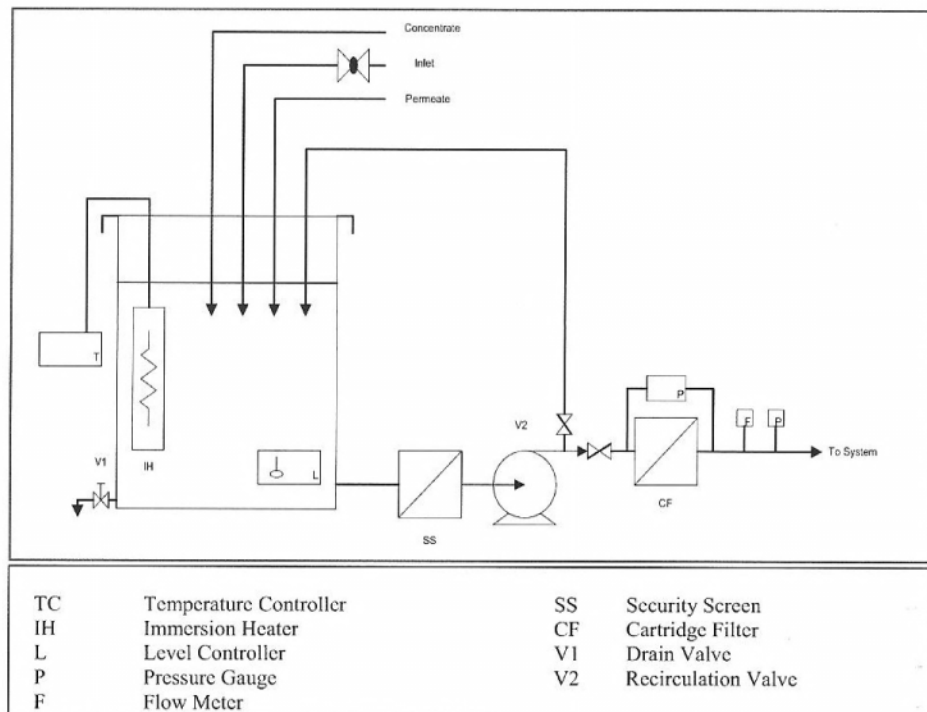 Concentrate
Inlet
Permeate
T
V1
IH
L
SS
V2
P
CF
F
P
To System
TC Temperature Controller
IH Immersion Heater
L Level Controller
P Pressure Gauge
F Flow Meter
SS Security Screen
CF Cartridge Filter
V1 Drain Valve
V2 Recirculation Valve